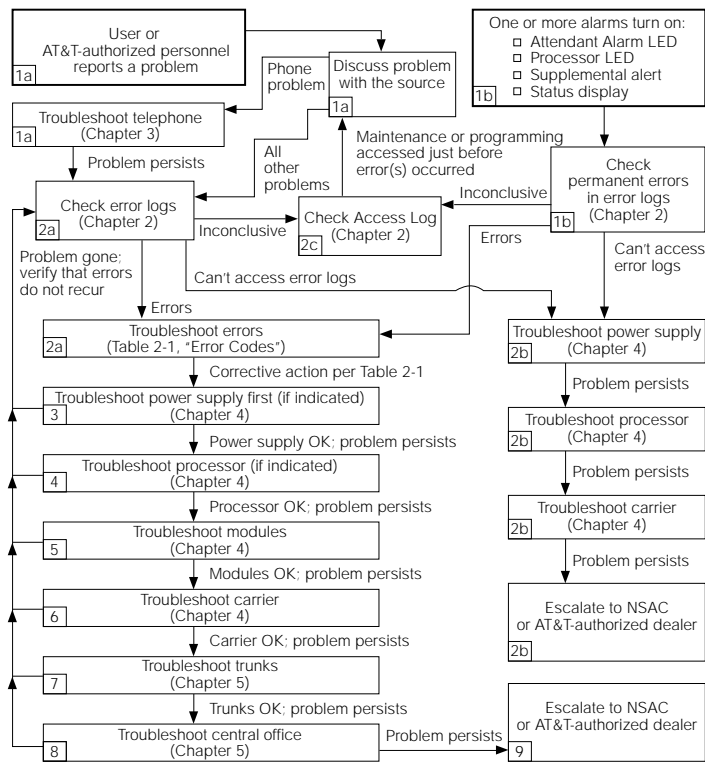 User or
AT&T-authorized personnel
reports a problem
1a
One or more alarms turn on:
Attendant Alarm LED
Processor LED
Supplemental alert
Status display
1b
Phone
problem
Discuss problem
with the source
1a
Troubleshoot telephone
(Chapter 3)
1a
Problem persists
All
other
problems
Maintenance or programming
accessed just before
error(s) occurred
Check
permanent errors
in error logs
(Chapter 2)
1b
Check error logs
(Chapter 2)
2a
Inconclusive
Check Access Log
(Chapter 2)
2c
Inconclusive
Errors
Can't access
error logs
Problem gone;
verify that errors
do not recur
Can't access error logs
Errors
Troubleshoot errors
(Table 2-1, "Error Codes")
2a
Troubleshoot power supply
(Chapter 4)
2b
Corrective action per Table 2-1
Problem persists
Troubleshoot power supply first (if indicated)
(Chapter 4)
3
Troubleshoot processor
(Chapter 4)
2b
Power supply OK; problem persists
Problem persists
Troubleshoot processor (if indicated)
(Chapter 4)
4
Troubleshoot carrier
(Chapter 4)
2b
Processor OK; problem persists
Problem persists
Troubleshoot modules
(Chapter 4)
5
Modules OK; problem persists
Escalate to NSAC
or AT&T-authorized dealer
2b
Troubleshoot carrier
(Chapter 4)
6
Carrier OK; problem persists
Troubleshoot trunks
(Chapter 5)
7
Trunks OK; problem persists
Troubleshoot central office
(Chapter 5)
8
Problem persists
Escalate to NSAC
or AT&T-authorized dealer
9